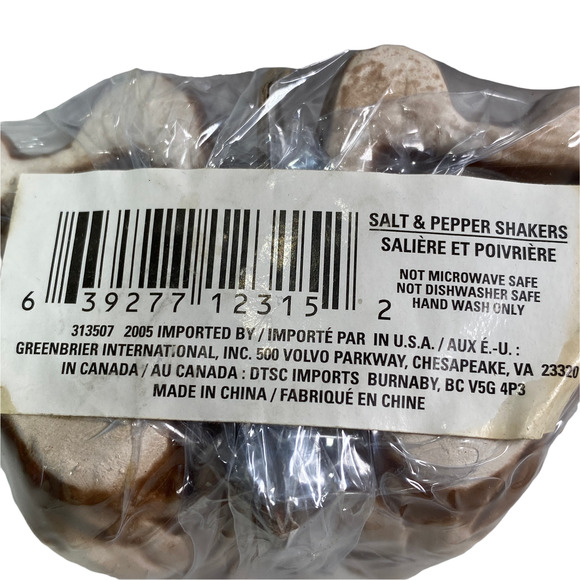 SALT & PEPPER SHAKERS
SALIÈRE ET POIVRIÈRE
NOT MICROWAVE SAFE
NOT DISHWASHER SAFE
HAND WASH ONLY
6 39277 12315 2
313507 2005 IMPORTED BY / IMPORTÉ PAR IN U.S.A. / AUX É.-U. :
GREENBRIER INTERNATIONAL, INC. 500 VOLVO PARKWAY, CHESAPEAKE, VA 23320
IN CANADA / AU CANADA : DTSC IMPORTS BURNABY, BC V5G 4P3
MADE IN CHINA / FABRIQUÉ EN CHINE